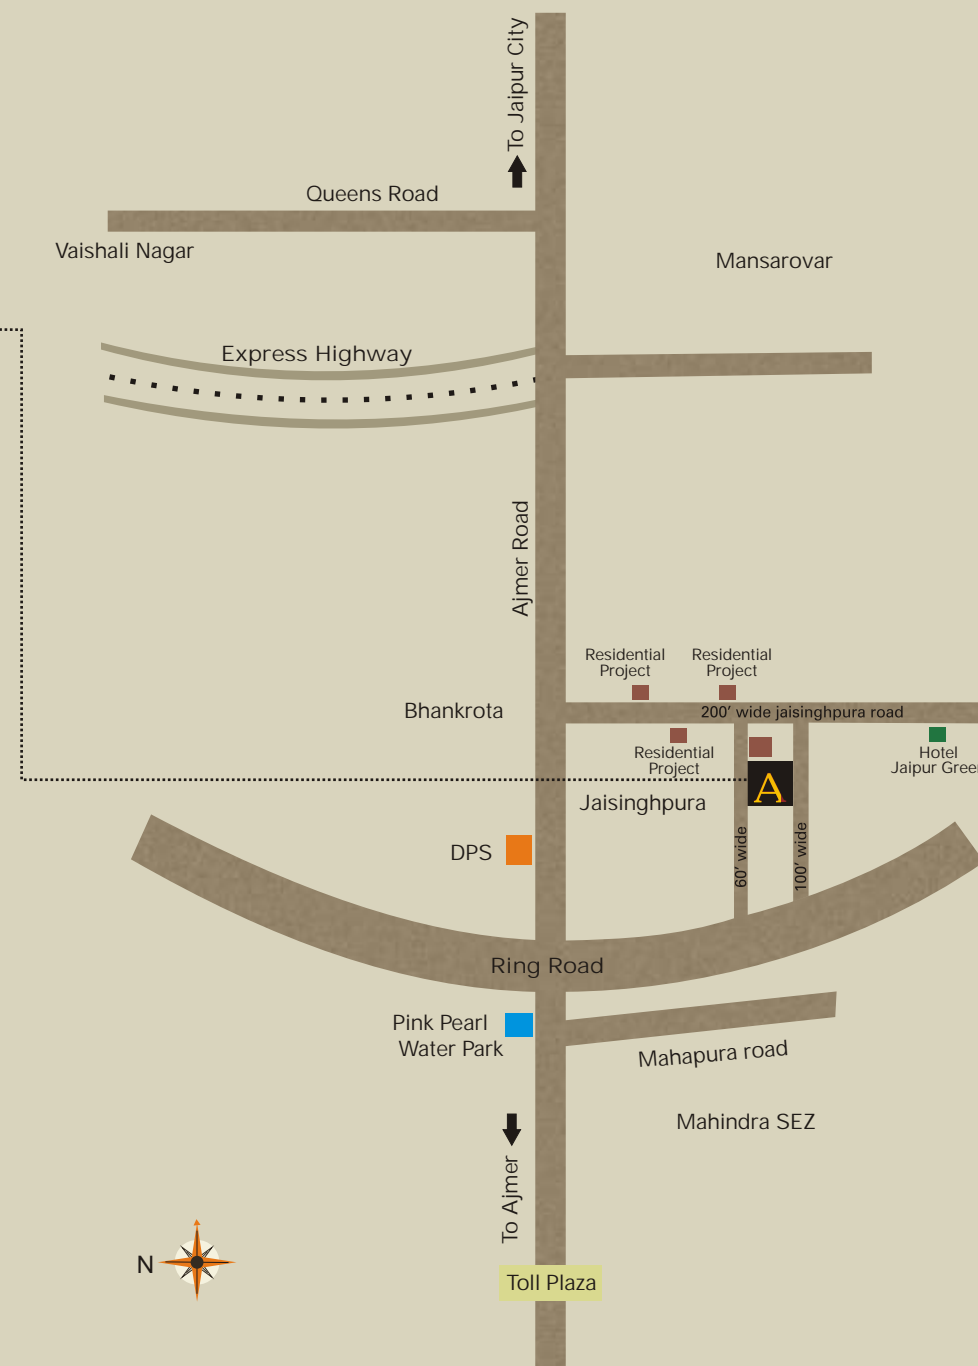 To Jaipur City
Queens Road
Vaishali Nagar
Mansarovar
Express Highway
Ajmer Road
Residential
Project
Residential
Project
Bhankrota
200' wide jaisinghpura road
Residential
Project
Hotel
Jaipur Gree
A
Jaisinghpura
60' wide
100' wide
DPS
Ring Road
Pink Pearl
Water Park
Mahapura road
Mahindra SEZ
To Ajmer
N
Toll Plaza